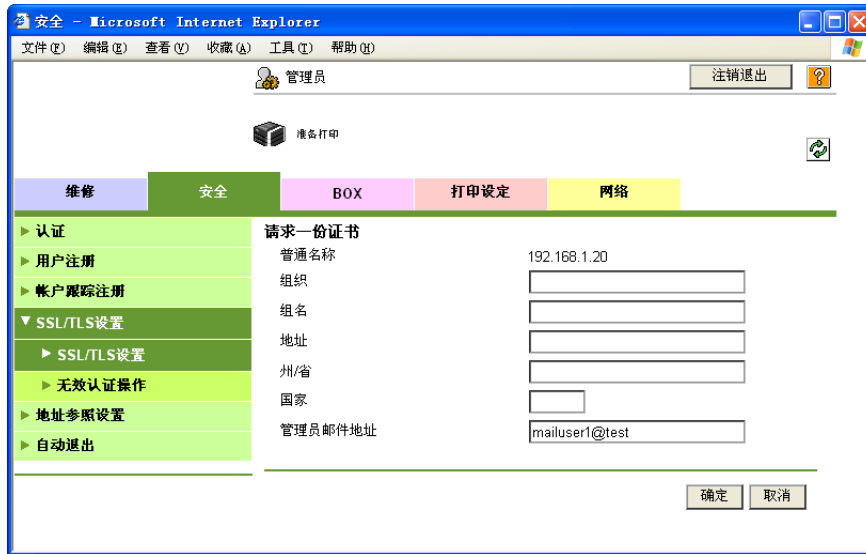 安全 - Microsoft Internet Explorer
文件(F) 编辑(E) 查看(V) 收藏(A) 工具(T) 帮助(H)
管理员 注销退出 ?
准备打印
维修 安全 BOX 打印设定 网络
认证
用户注册
帐户跟踪注册
SSL/TLS设置
SSL/TLS设置
无效认证操作
地址参照设置
自动退出
请求一份证书
普通名称 192.168.1.20
组织
组名
地址
州/省
国家
管理员邮件地址 mailuser1@test
确定 取消